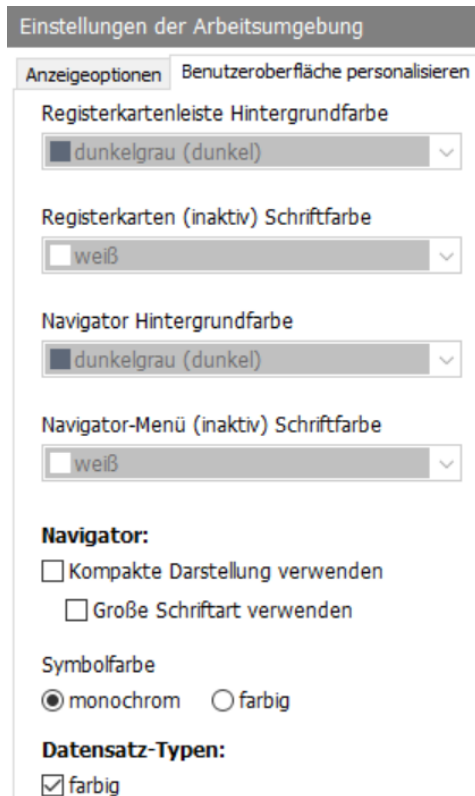 Einstellungen der Arbeitsumgebung
Anzeigeoptionen Benutzeroberfläche personalisieren
Registerkartenleiste Hintergrundfarbe
dunkelgrau (dunkel)
Registerkarten (inaktiv) Schriftfarbe
weiß
Navigator Hintergrundfarbe
dunkelgrau (dunkel)
Navigator-Menü (inaktiv) Schriftfarbe
weiß
Navigator:
Kompakte Darstellung verwenden
Große Schriftart verwenden
Symbolfarbe
monochrom farbig
Datensatz-Typen:
farbig